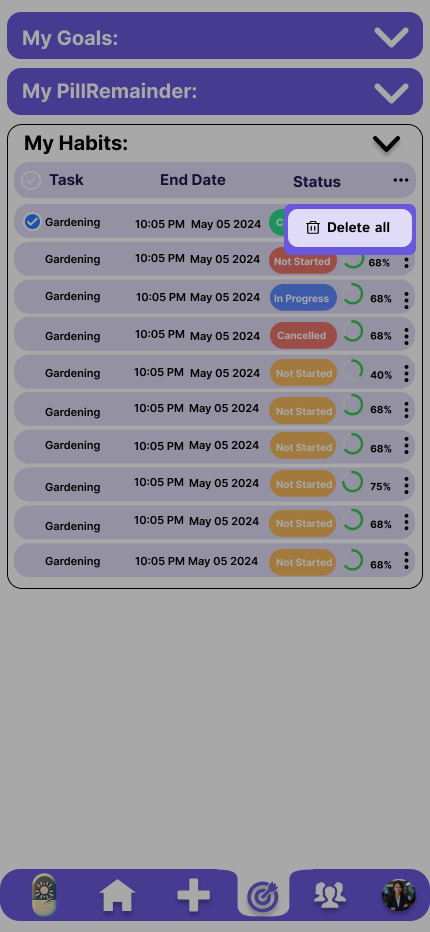 My Goals:
My PillRemainder:
My Habits:
Task End Date Status
Gardening 10:05 PM May 05 2024
Delete all
Gardening 10:05 PM May 05 2024 Not Started 68%
Gardening 10:05 PM May 05 2024 In Progress 68%
Gardening 10:05 PM May 05 2024 Cancelled 68%
Gardening 10:05 PM May 05 2024 Not Started 40%
Gardening 10:05 PM May 05 2024 Not Started 68%
Gardening 10:05 PM May 05 2024 Not Started 68%
Gardening 10:05 PM May 05 2024 Not Started 75%
Gardening 10:05 PM May 05 2024 Not Started 68%
Gardening 10:05 PM May 05 2024 Not Started 68%